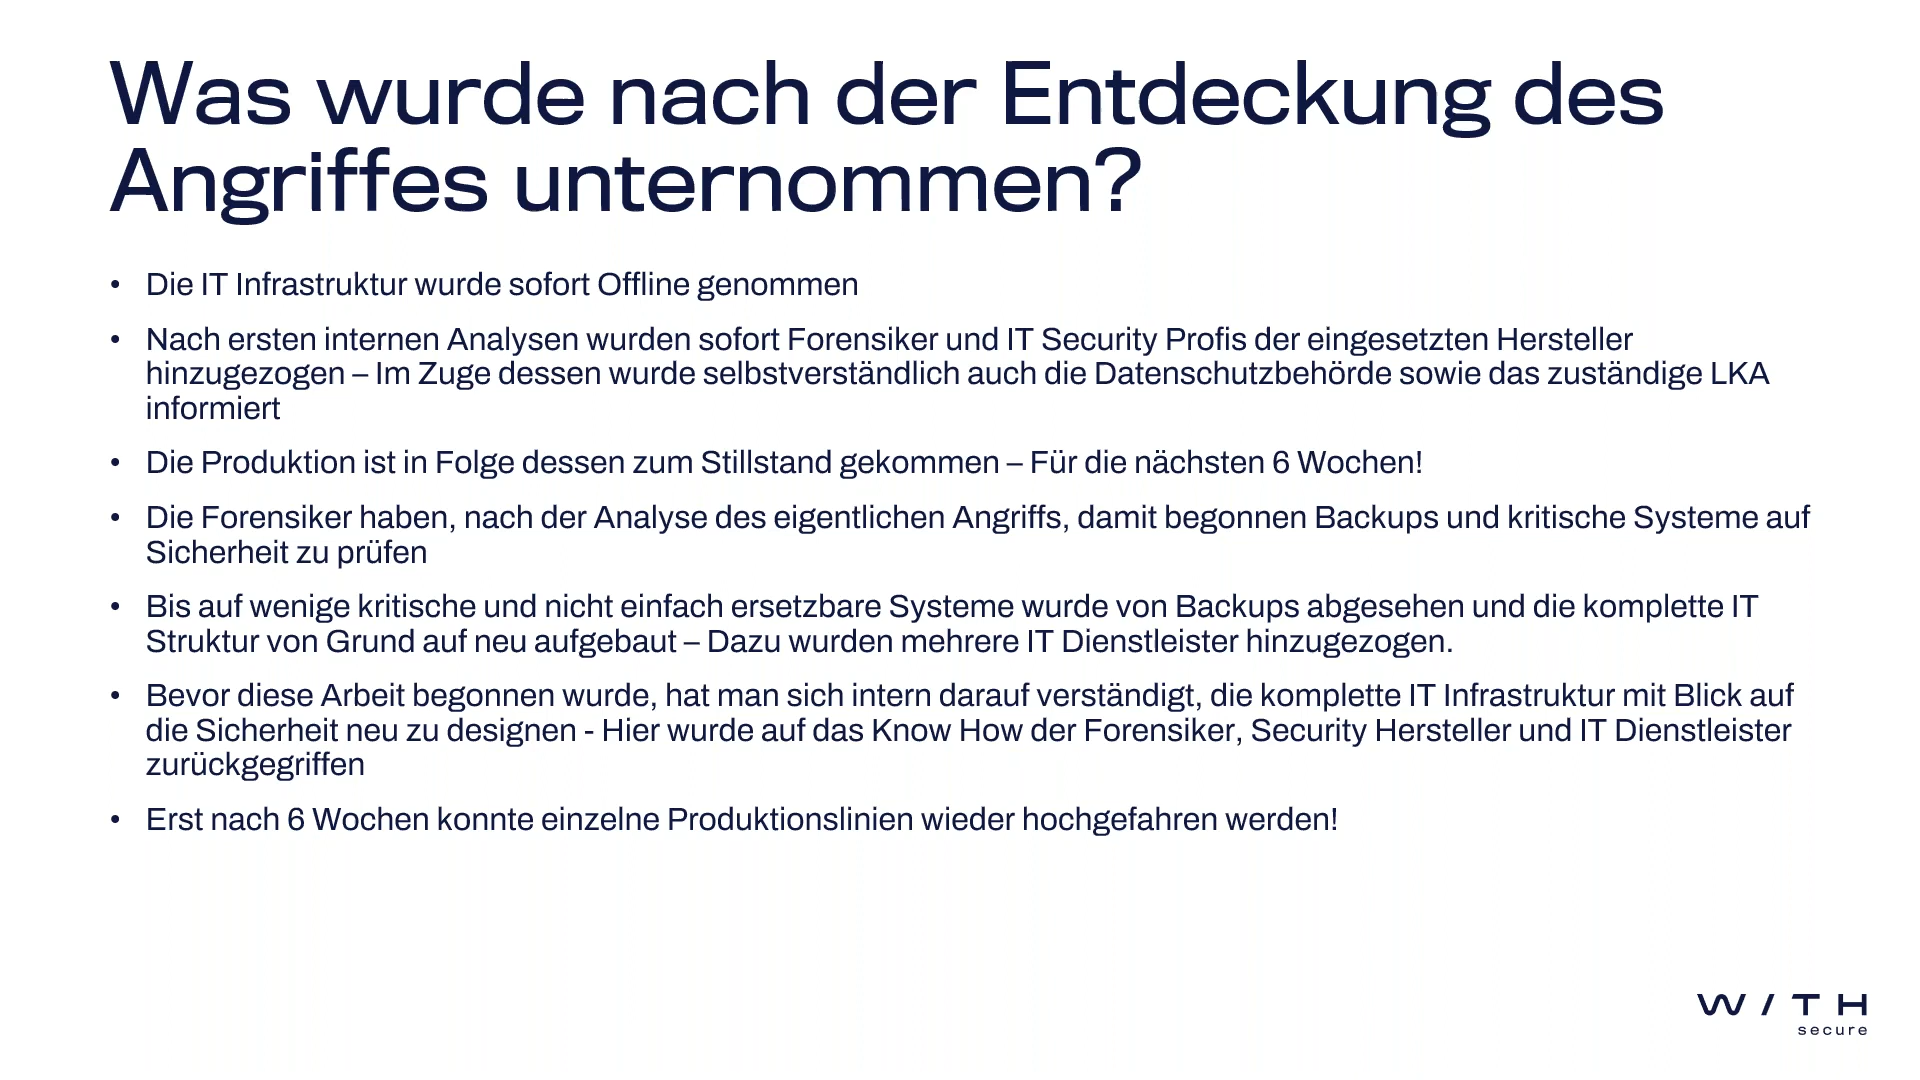 Was wurde nach der Entdeckung des
Angriffes unternommen?
• Die IT Infrastruktur wurde sofort Offline genommen
• Nach ersten internen Analysen wurden sofort Forensiker und IT Security Profis der eingesetzten Hersteller
hinzugezogen – Im Zuge dessen wurde selbstverständlich auch die Datenschutzbehörde sowie das zuständige LKA
informiert
• Die Produktion ist in Folge dessen zum Stillstand gekommen – Für die nächsten 6 Wochen!
• Die Forensiker haben, nach der Analyse des eigentlichen Angriffs, damit begonnen Backups und kritische Systeme auf
Sicherheit zu prüfen
• Bis auf wenige kritische und nicht einfach ersetzbare Systeme wurde von Backups abgesehen und die komplette IT
Struktur von Grund auf neu aufgebaut – Dazu wurden mehrere IT Dienstleister hinzugezogen.
• Bevor diese Arbeit begonnen wurde, hat man sich intern darauf verständigt, die komplette IT Infrastruktur mit Blick auf
die Sicherheit neu zu designen - Hier wurde auf das Know How der Forensiker, Security Hersteller und IT Dienstleister
zurückgegriffen
• Erst nach 6 Wochen konnte einzelne Produktionslinien wieder hochgefahren werden!
W / T H
secure